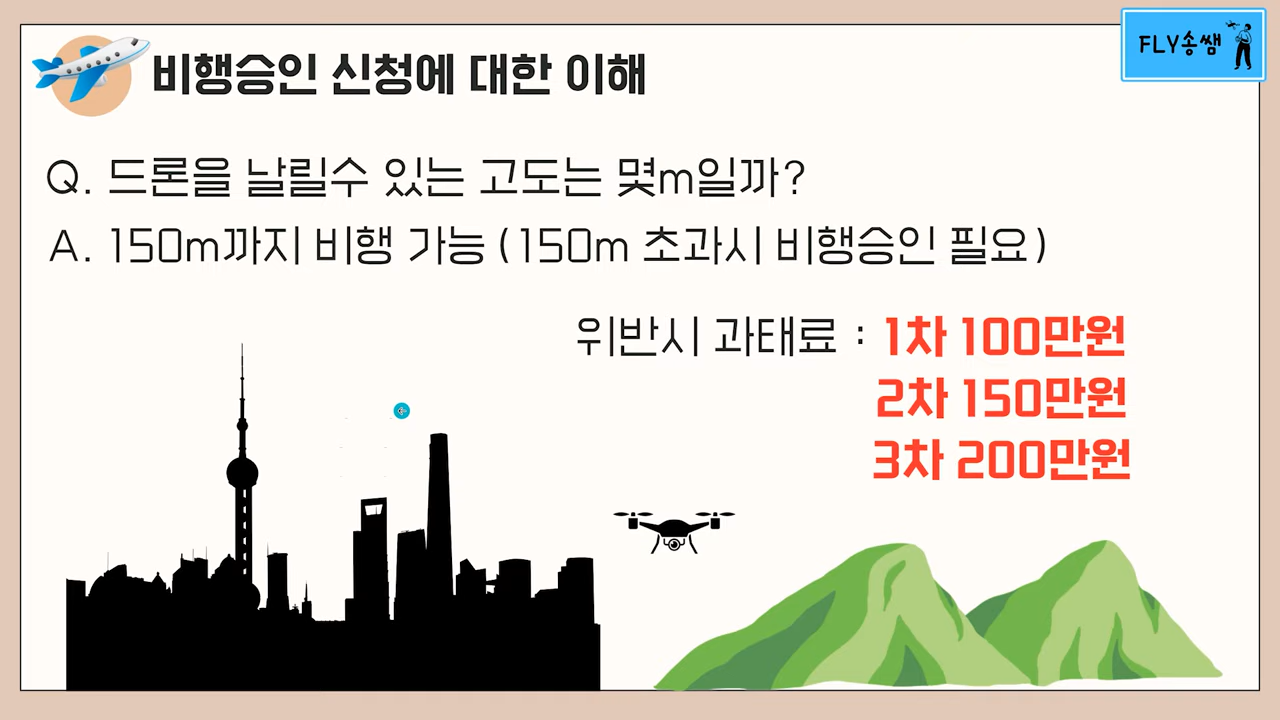 비행승인 신청에 대한 이해
FLY송쌤
Q. 드론을 날릴수 있는 고도는 몇m일까?
A. 150m까지 비행 가능 (150m 초과시 비행승인 필요)
위반시 과태료 : 1차 100만원
2차 150만원
3차 200만원